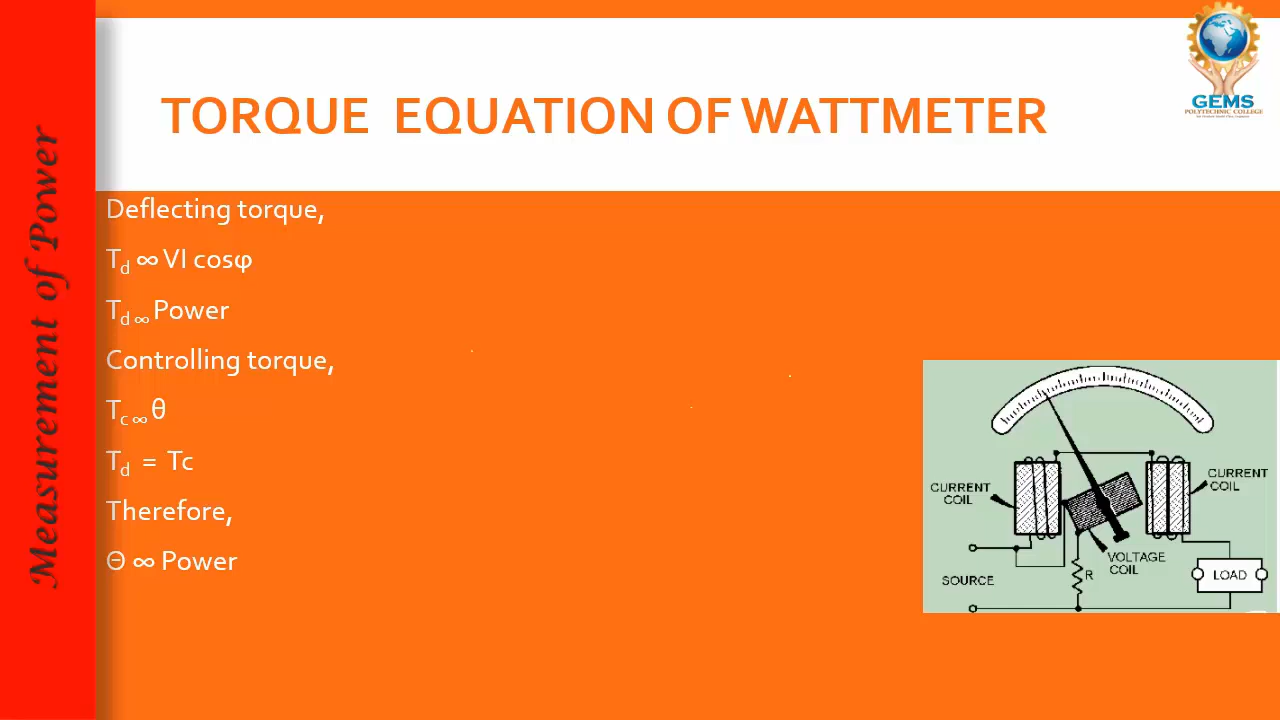 Measurement of Power
TORQUE EQUATION OF WATTMETER
GEMS
POLYTECHNIC COLLEGE
Deflecting torque,
Td ∞ VI cosφ
Td ∞ Power
Controlling torque,
Tc ∞ θ
Td = Tc
Therefore,
Θ ∞ Power
CURRENT
COIL
CURRENT
COIL
VOLTAGE
COIL
SOURCE
R
LOAD